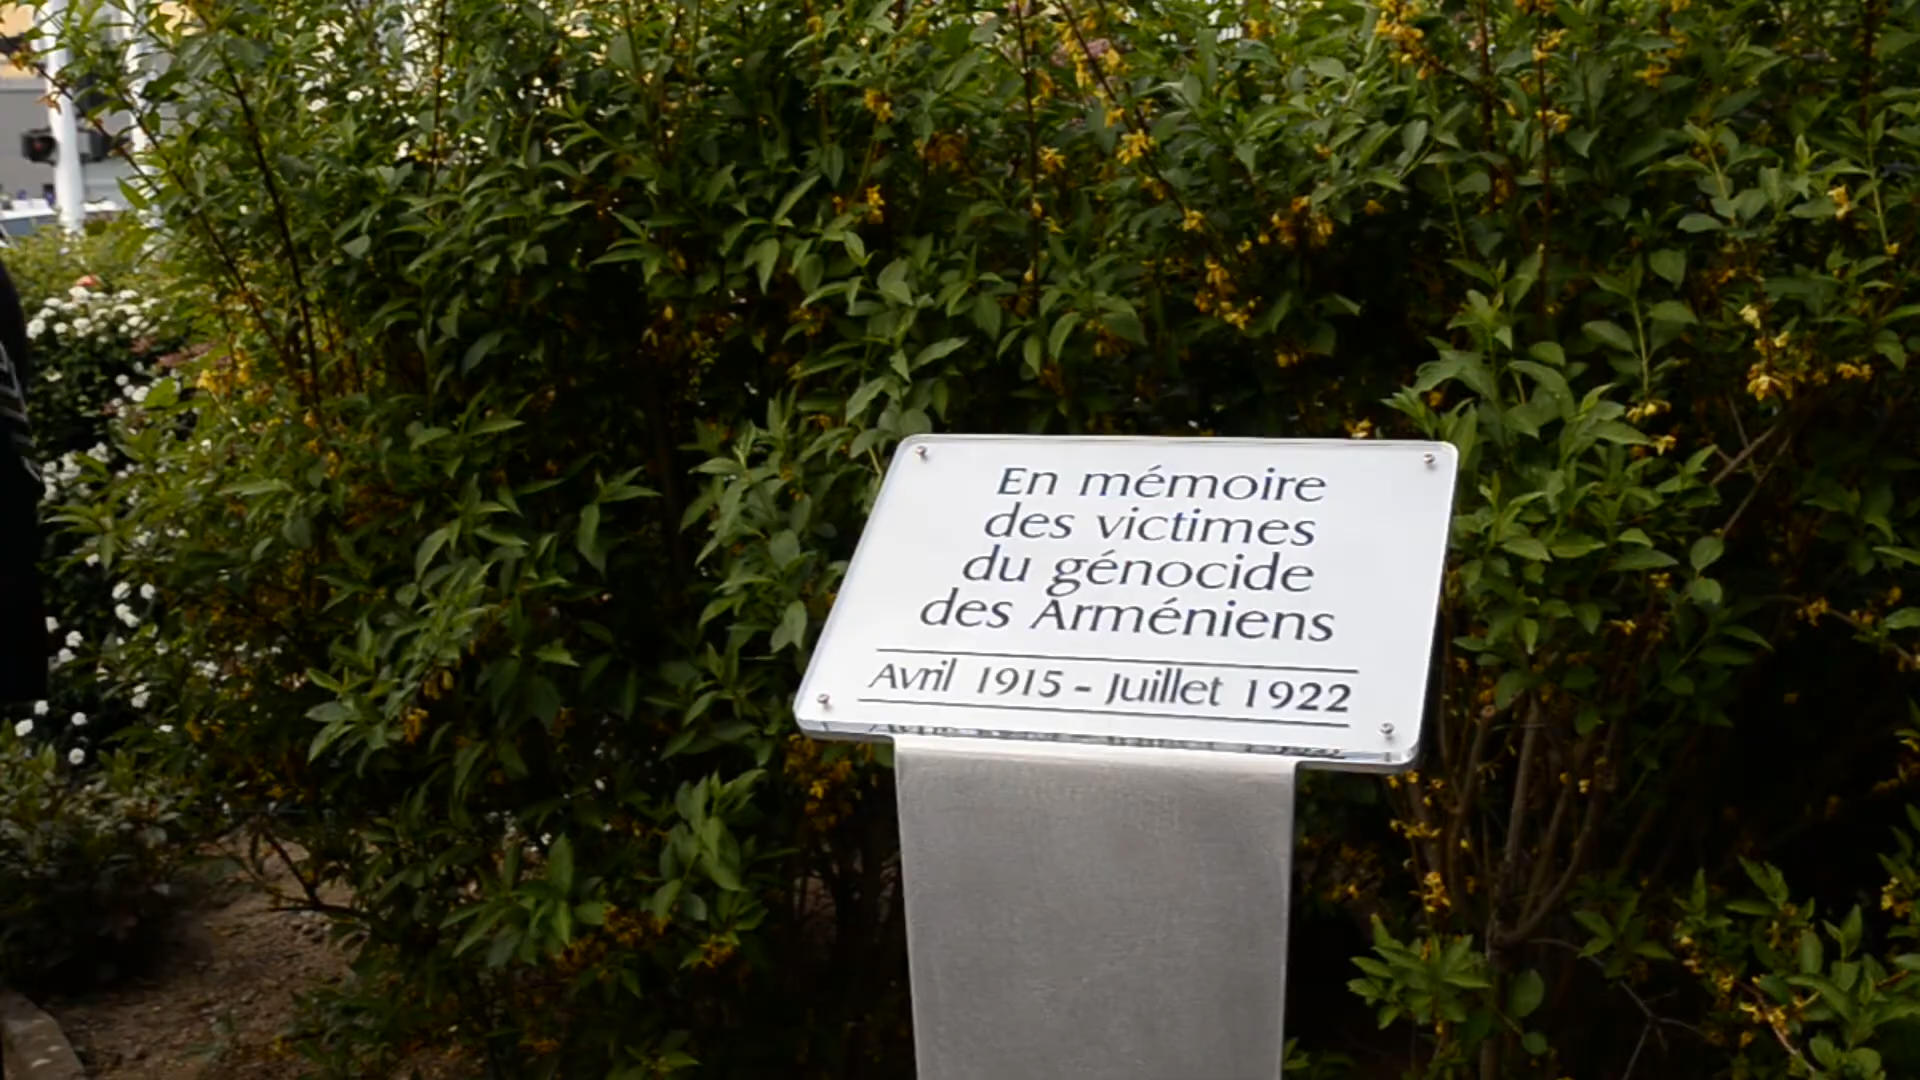 En mémoire
des victimes
du génocide
des Arméniens
Avril 1915 - Juillet 1922